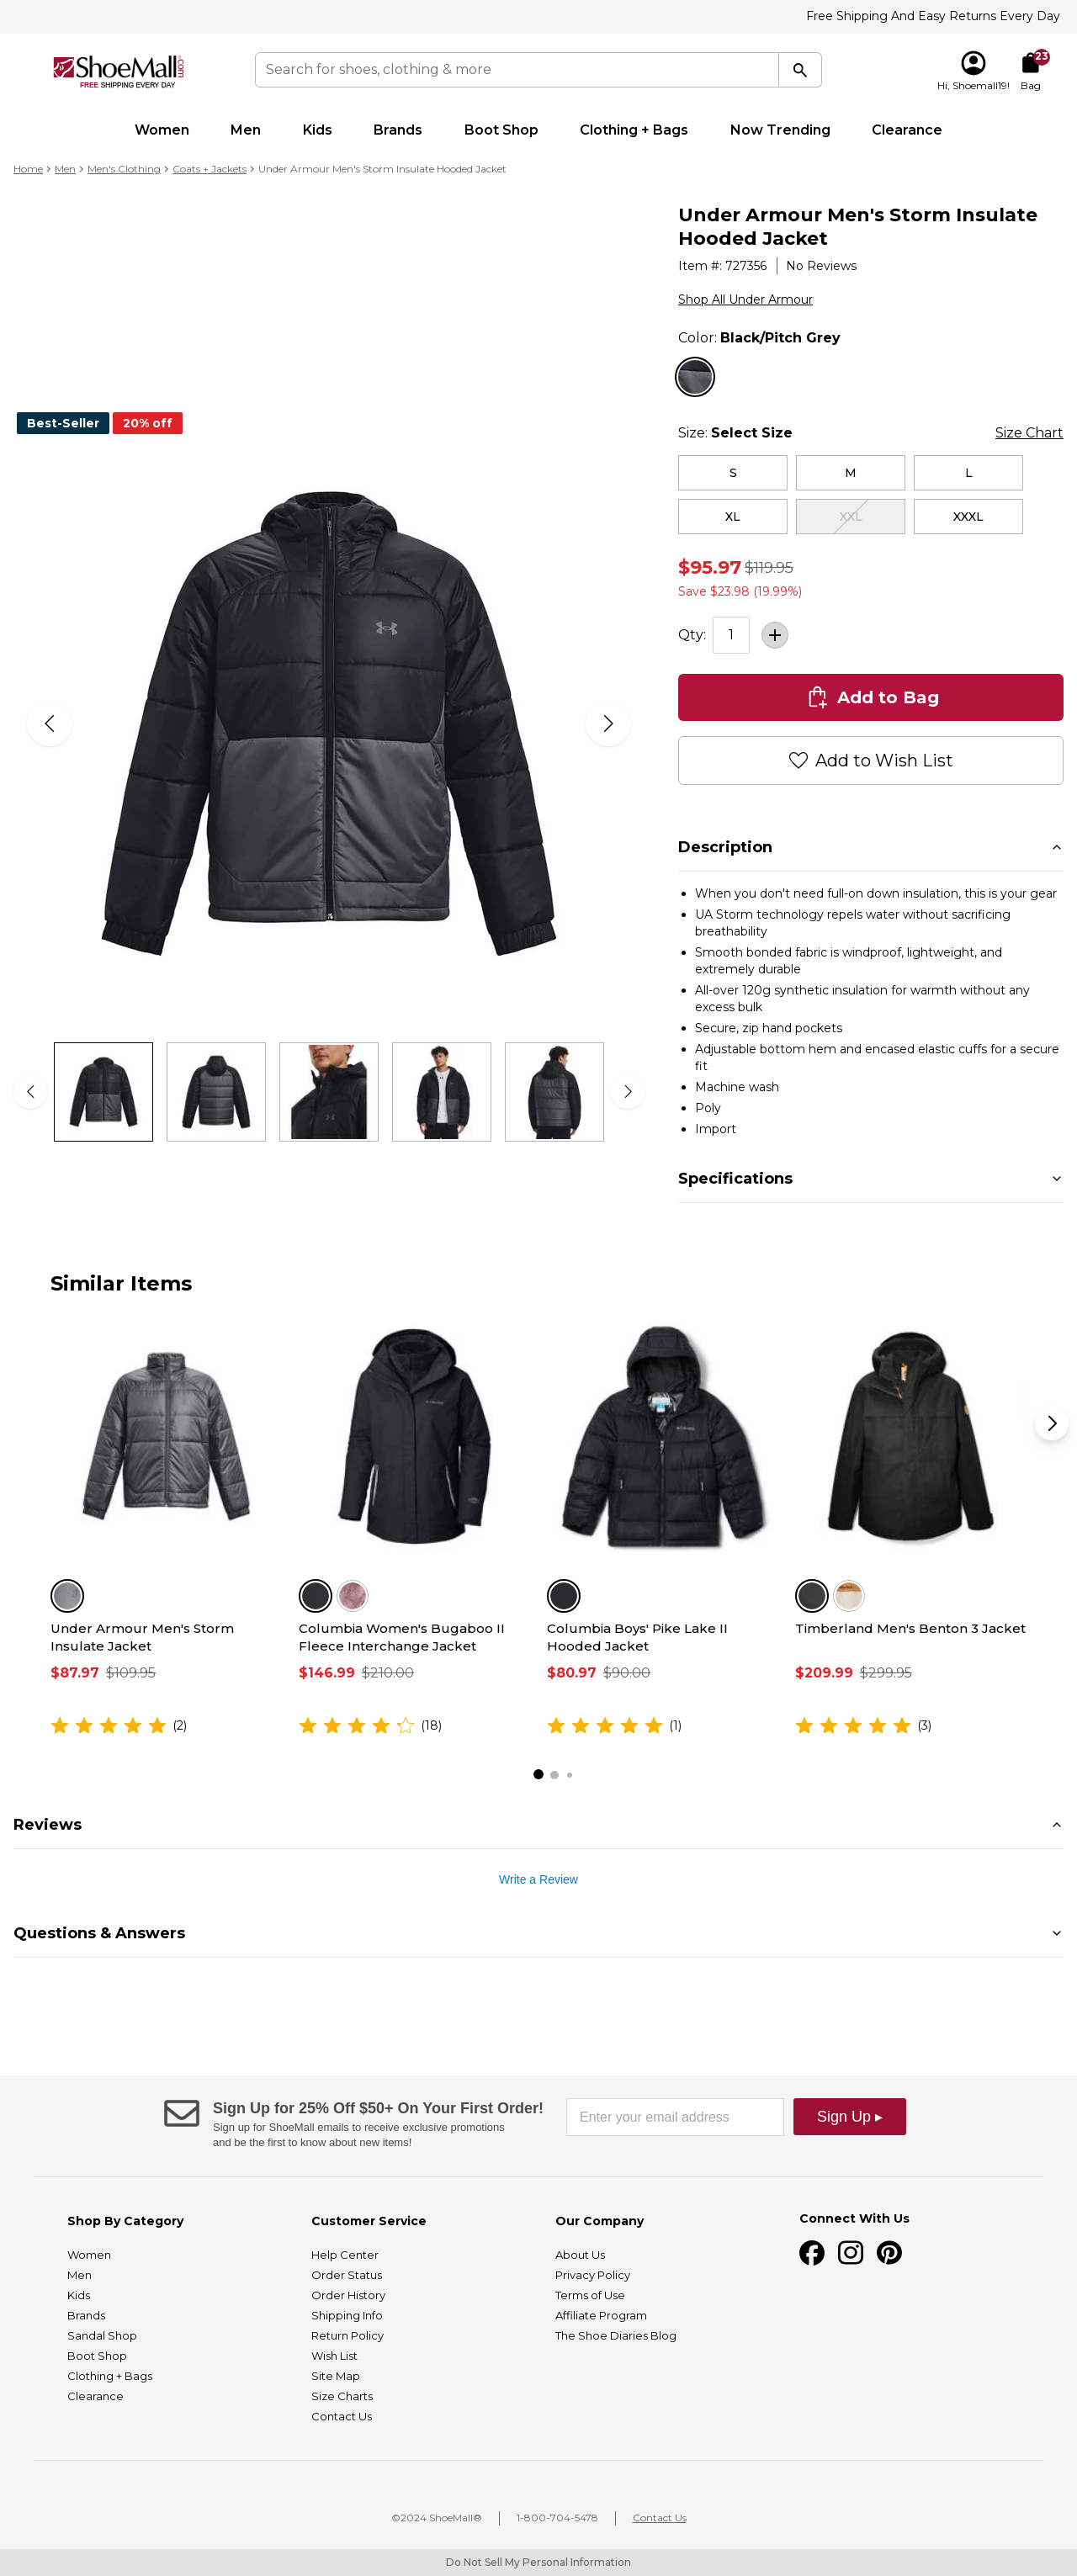 Free Shipping And Easy Returns Every Day
ShoeMall.com
FREE SHIPPING EVERY DAY
Search for shoes, clothing & more
23
Hi, Shoemall19!
Bag
Women
Men
Kids
Brands
Boot Shop
Clothing + Bags
Now Trending
Clearance
Home > Men > Men's Clothing > Coats + Jackets > Under Armour Men's Storm Insulate Hooded Jacket
Best-Seller
20% off
Under Armour Men's Storm Insulate
Hooded Jacket
Item #: 727356
No Reviews
Shop All Under Armour
Color: Black/Pitch Grey
Size: Select Size
Size Chart
S
M
L
XL
XXL
XXXL
$95.97 $119.95
Save $23.98 (19.99%)
Qty: 1
Add to Bag
Add to Wish List
Description
• When you don't need full-on down insulation, this is your gear
• UA Storm technology repels water without sacrificing
breathability
• Smooth bonded fabric is windproof, lightweight, and
extremely durable
• All-over 120g synthetic insulation for warmth without any
excess bulk
• Secure, zip hand pockets
• Adjustable bottom hem and encased elastic cuffs for a secure
fit
• Machine wash
• Poly
• Import
Specifications
Similar Items
Under Armour Men's Storm
Insulate Jacket
$87.97 $109.95
(2)
Columbia Women's Bugaboo II
Fleece Interchange Jacket
$146.99 $210.00
(18)
Columbia Boys' Pike Lake II
Hooded Jacket
$80.97 $90.00
(1)
Timberland Men's Benton 3 Jacket
$209.99 $299.95
(3)
Reviews
Write a Review
Questions & Answers
Sign Up for 25% Off $50+ On Your First Order!
Sign up for ShoeMall emails to receive exclusive promotions
and be the first to know about new items!
Enter your email address
Sign Up ▸
Shop By Category
Women
Men
Kids
Brands
Sandal Shop
Boot Shop
Clothing + Bags
Clearance
Customer Service
Help Center
Order Status
Order History
Shipping Info
Return Policy
Wish List
Site Map
Size Charts
Contact Us
Our Company
About Us
Privacy Policy
Terms of Use
Affiliate Program
The Shoe Diaries Blog
Connect With Us
©2024 ShoeMall®
1-800-704-5478
Contact Us
Do Not Sell My Personal Information